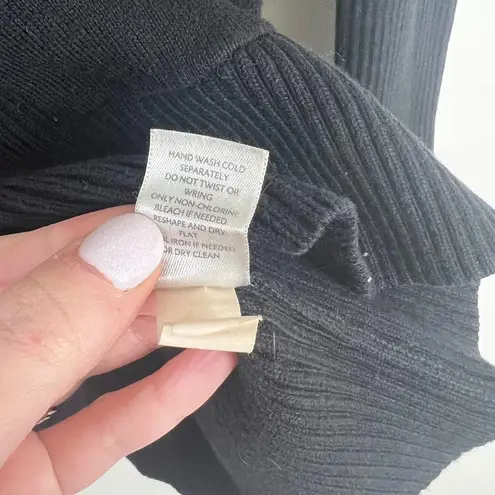 HAND WASH COLD
SEPARATELY
DO NOT TWIST OR
WRING
ONLY NON-CHLORINE
BLEACH IF NEEDED
RESHAPE AND DRY
FLAT
IRON IF NEEDED
OR DRY CLEAN